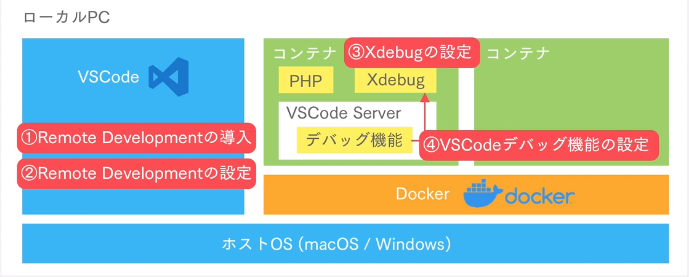 ローカルPC
コンテナ
③Xdebugの設定
コンテナ
VSCode
PHP
Xdebug
VSCode Server
①Remote Developmentの導入
デバッグ機能
④VSCodeデバッグ機能の設定
②Remote Developmentの設定
Docker
docker
ホストOS (macOS / Windows)